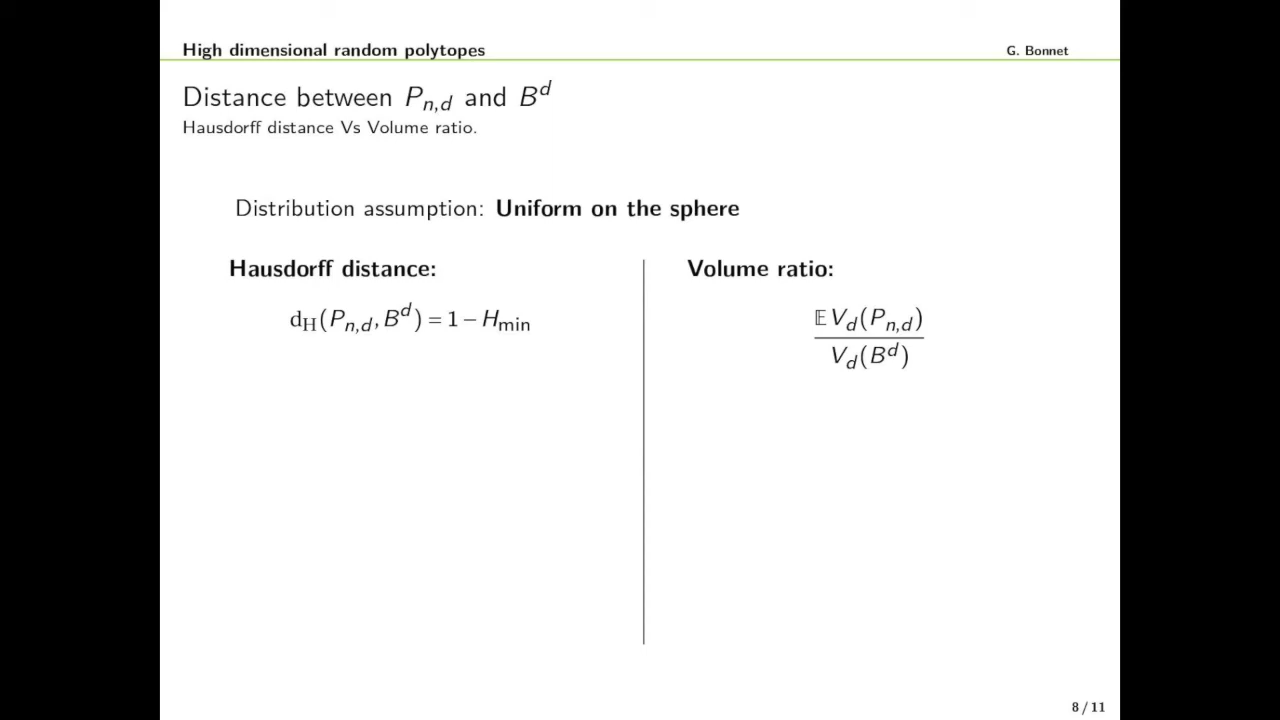 High dimensional random polytopes
G. Bonnet
Distance between P_{n,d} and B^d
Hausdorff distance Vs Volume ratio.
Distribution assumption: Uniform on the sphere
Hausdorff distance:
d_H(P_{n,d}, B^d) = 1 − H_min
Volume ratio:
𝔼 V_d(P_{n,d})
V_d(B^d)
8 / 11